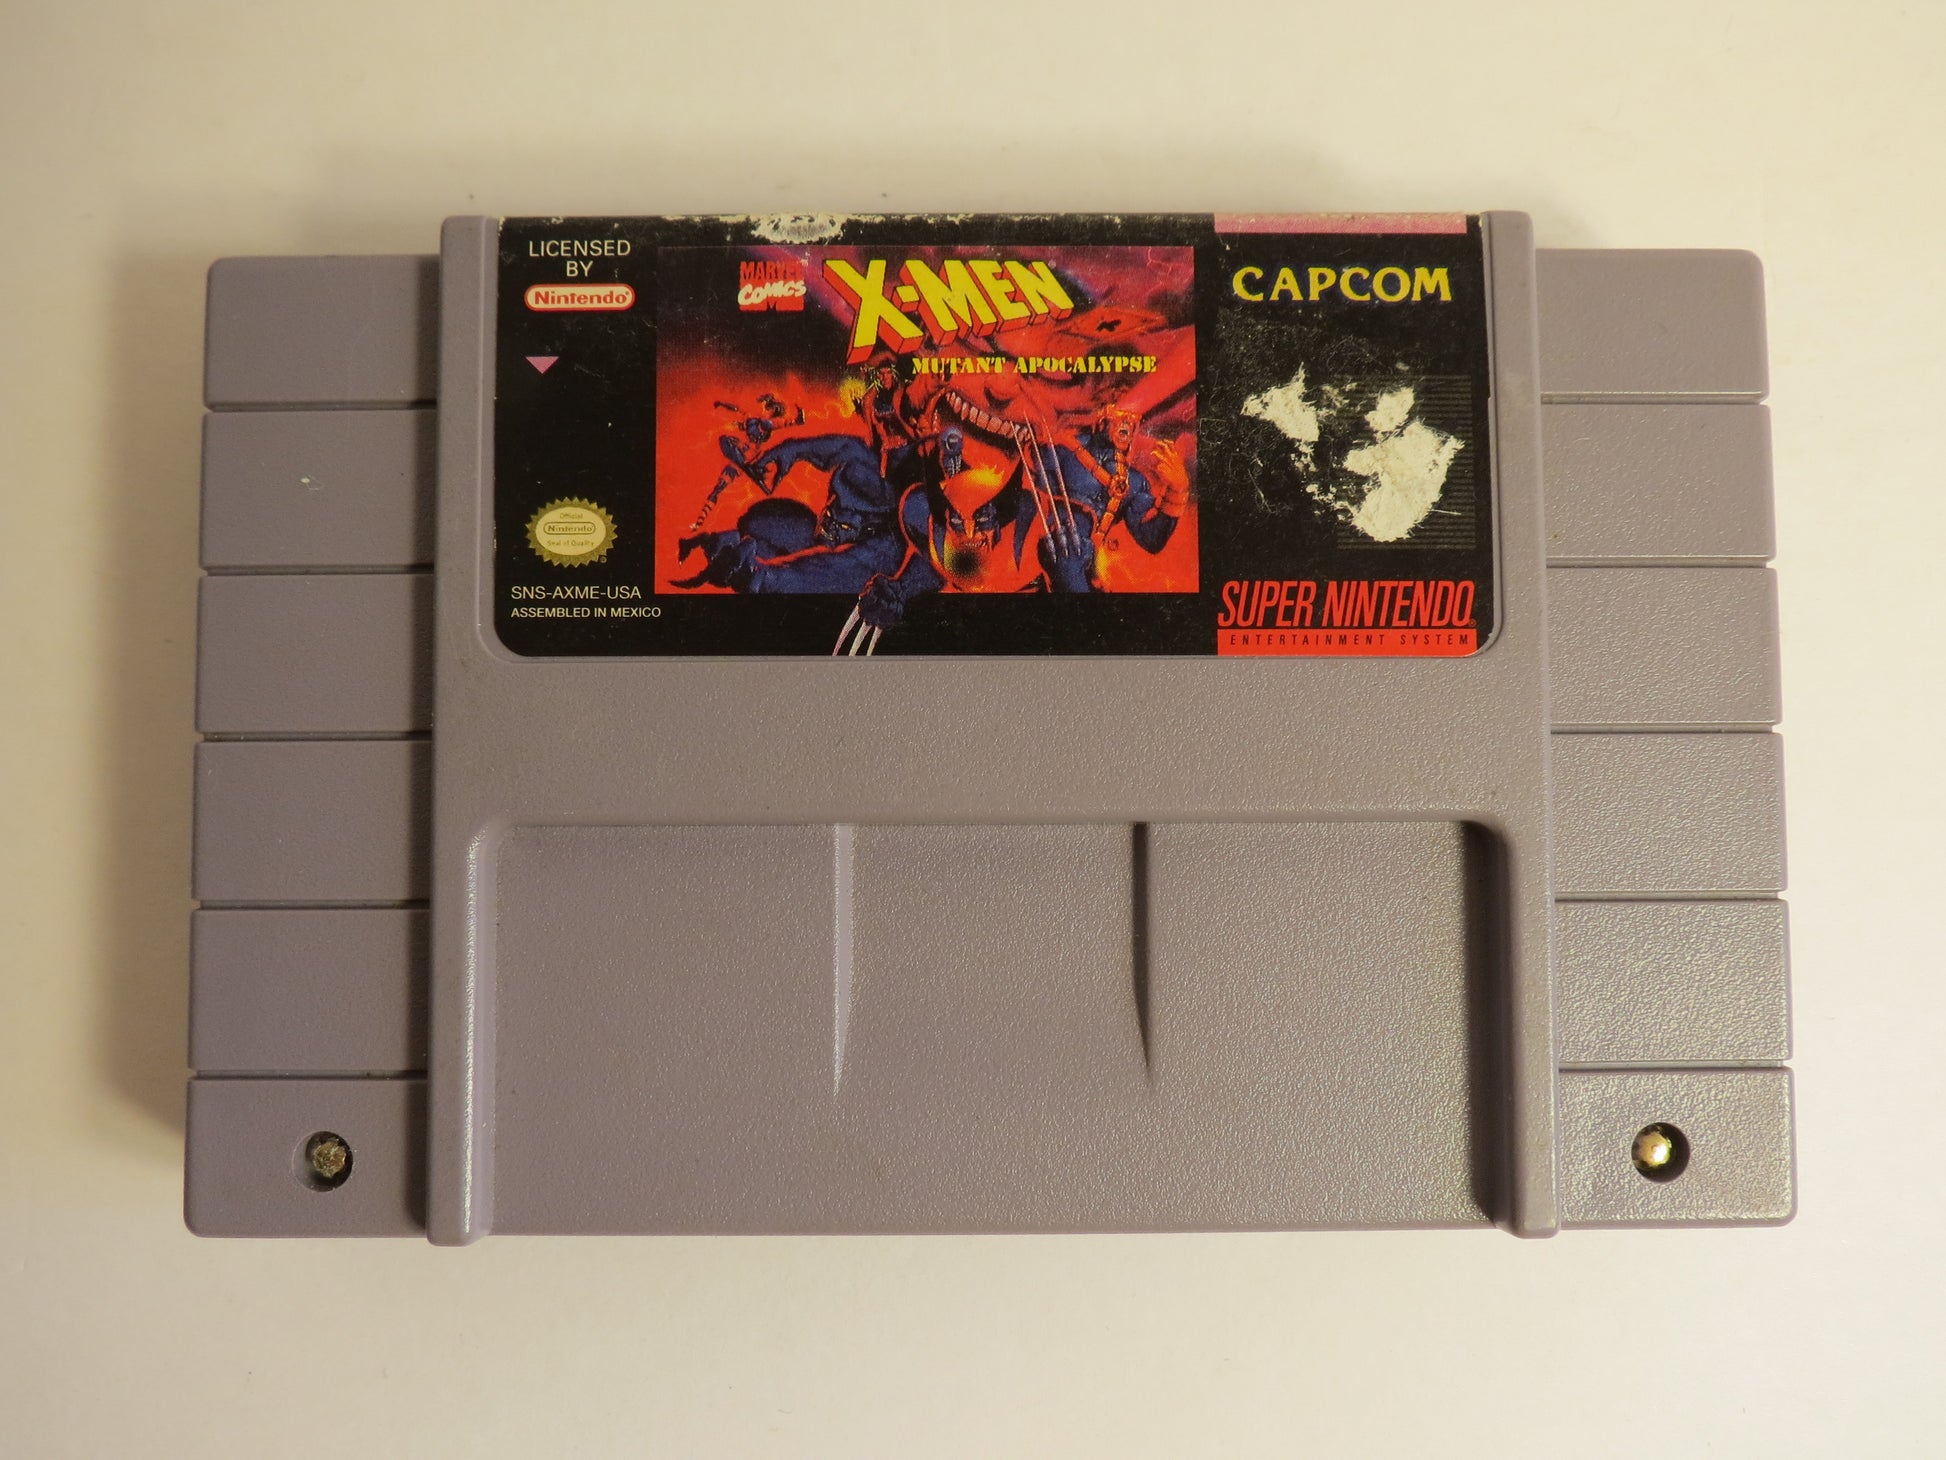 LICENSED
BY
Nintendo®
MARVEL
COMICS
X-MEN
MUTANT APOCALYPSE
CAPCOM
Official
Nintendo
Seal of Quality
SNS-AXME-USA
ASSEMBLED IN MEXICO
SUPER NINTENDO®
ENTERTAINMENT SYSTEM